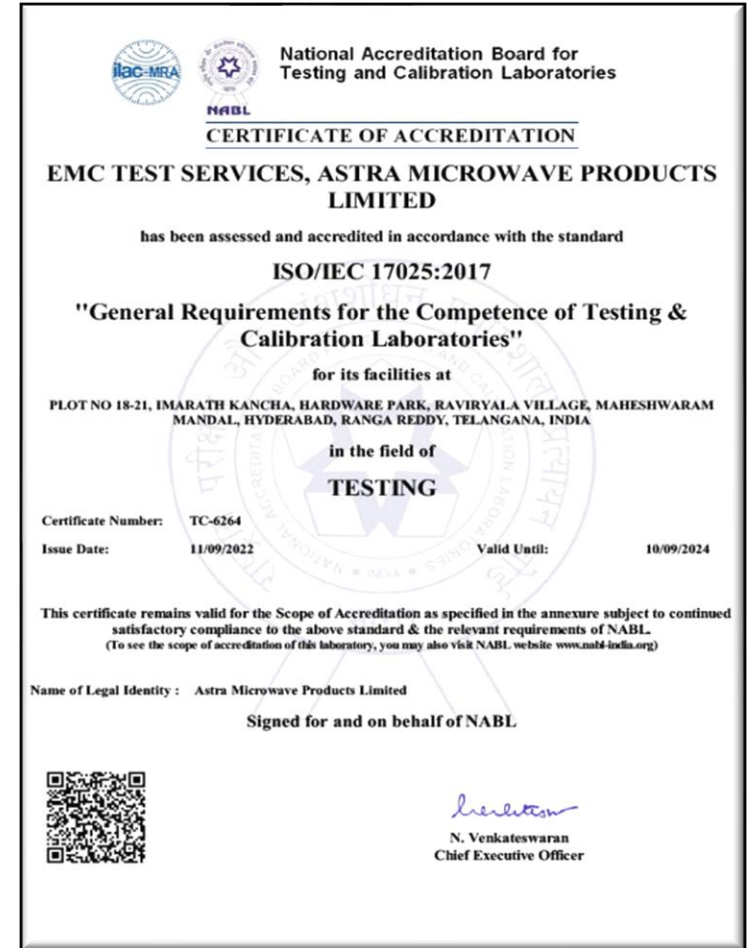 ilac-MRA
NABL
National Accreditation Board for
Testing and Calibration Laboratories
CERTIFICATE OF ACCREDITATION
EMC TEST SERVICES, ASTRA MICROWAVE PRODUCTS
LIMITED
has been assessed and accredited in accordance with the standard
ISO/IEC 17025:2017
"General Requirements for the Competence of Testing &
Calibration Laboratories"
for its facilities at
PLOT NO 18-21, IMARATH KANCHA, HARDWARE PARK, RAVIRYALA VILLAGE, MAHESHWARAM
MANDAL, HYDERABAD, RANGA REDDY, TELANGANA, INDIA
in the field of
TESTING
Certificate Number: TC-6264
Issue Date: 11/09/2022 Valid Until: 10/09/2024
This certificate remains valid for the Scope of Accreditation as specified in the annexure subject to continued
satisfactory compliance to the above standard & the relevant requirements of NABL.
(To see the scope of accreditation of this laboratory, you may also visit NABL website www.nabl-india.org)
Name of Legal Identity : Astra Microwave Products Limited
Signed for and on behalf of NABL
N. Venkateswaran
Chief Executive Officer